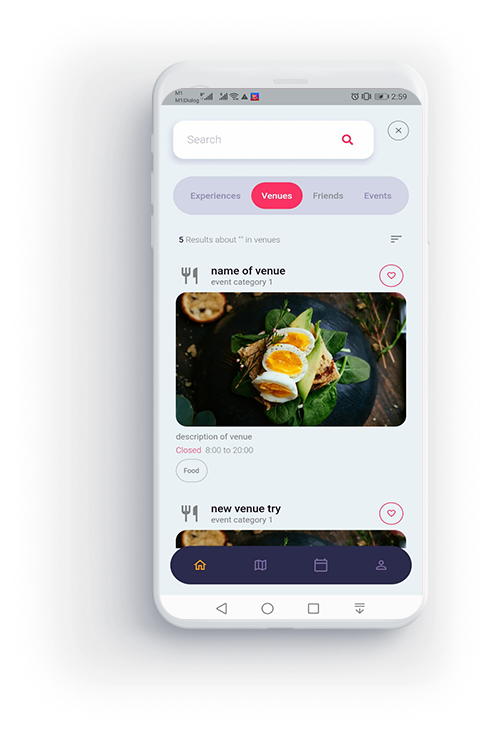 M1
M1Dialog
2:59
Search
Experiences Venues Friends Events
5 Results about "" in venues
name of venue
event category 1
description of venue
Closed 8:00 to 20:00
Food
new venue try
event category 1